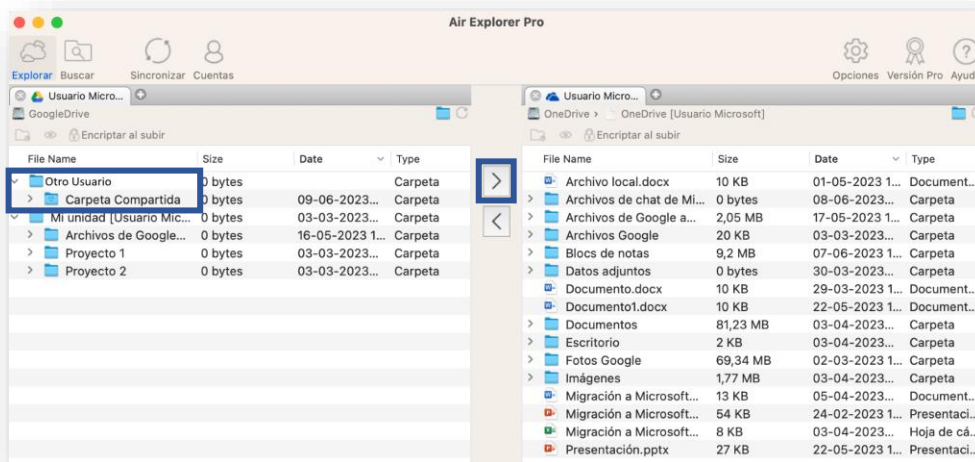 Air Explorer Pro
Explorar Buscar Sincronizar Cuentas Opciones Versión Pro Ayud
Usuario Micro...
GoogleDrive
Encriptar al subir
File Name Size Date Type
Otro Usuario 0 bytes Carpeta
Carpeta Compartida 0 bytes 09-06-2023... Carpeta
Mi unidad [Usuario Mic... 0 bytes 03-03-2023... Carpeta
Archivos de Google... 0 bytes 16-05-2023 1... Carpeta
Proyecto 1 0 bytes 03-03-2023... Carpeta
Proyecto 2 0 bytes 03-03-2023... Carpeta
Usuario Micro...
OneDrive > OneDrive [Usuario Microsoft]
Encriptar al subir
File Name Size Date Type
Archivo local.docx 10 KB 01-05-2023 1... Document...
Archivos de chat de Mi... 0 bytes 08-06-2023... Carpeta
Archivos de Google a... 2,05 MB 17-05-2023 1... Carpeta
Archivos Google 20 KB 03-03-2023... Carpeta
Blocs de notas 9,2 MB 07-06-2023 1... Carpeta
Datos adjuntos 0 bytes 30-03-2023... Carpeta
Documento.docx 10 KB 29-03-2023 1... Document...
Documento1.docx 10 KB 22-05-2023 1... Document...
Documentos 81,23 MB 03-04-2023... Carpeta
Escritorio 2 KB 03-04-2023... Carpeta
Fotos Google 69,34 MB 02-03-2023 1... Carpeta
Imágenes 1,77 MB 03-04-2023... Carpeta
Migración a Microsoft... 13 KB 05-04-2023... Document...
Migración a Microsoft... 54 KB 24-02-2023 1... Presentaci...
Migración a Microsoft... 8 KB 03-04-2023... Hoja de cá...
Presentación.pptx 27 KB 22-05-2023 1... Presentaci...